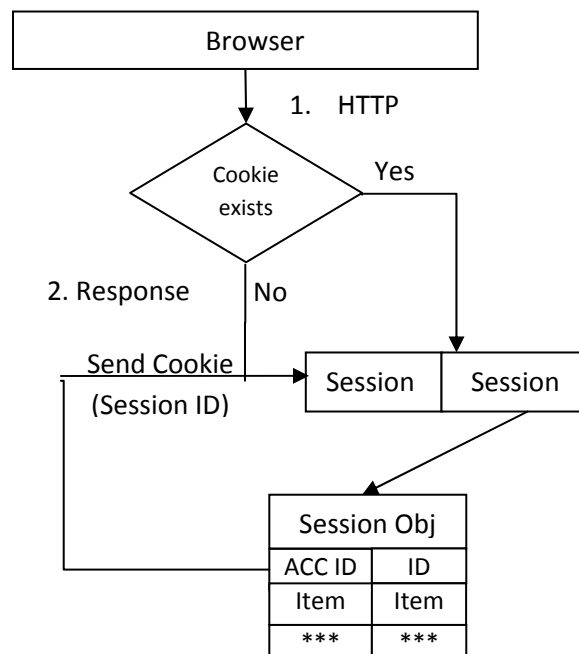 Browser
1. HTTP
Cookie
exists
Yes
2. Response
No
Send Cookie
(Session ID)
Session
Session
Session Obj
ACC ID
ID
Item
Item
***
***